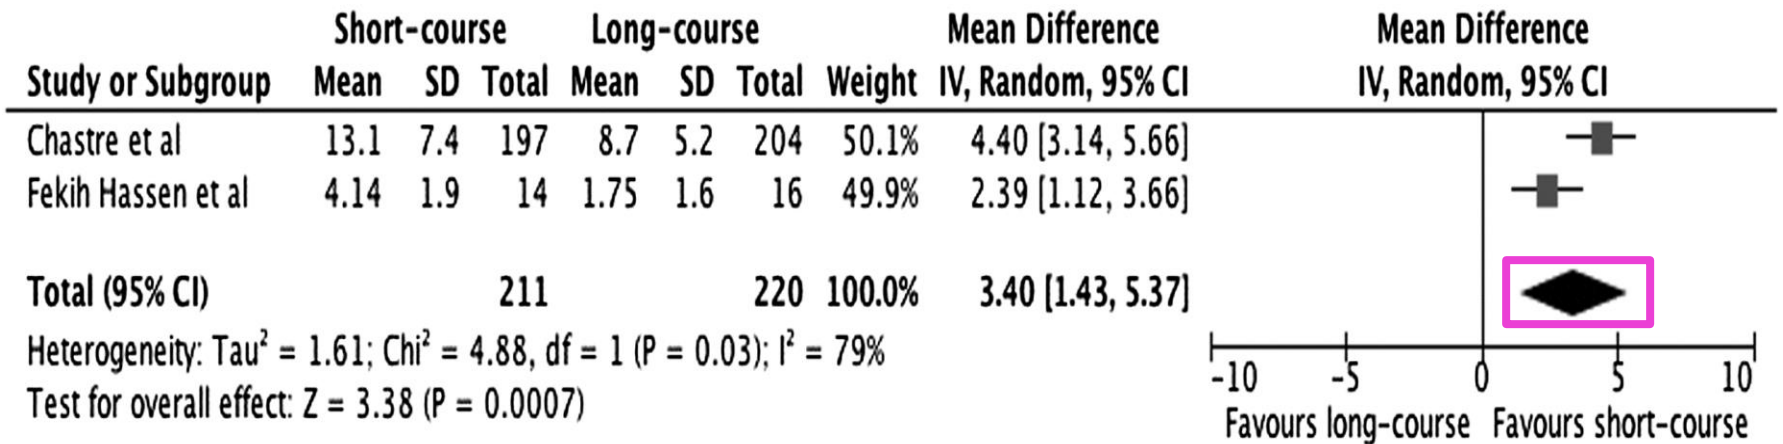 Short-course Long-course Mean Difference Mean Difference
Study or Subgroup Mean SD Total Mean SD Total Weight IV, Random, 95% CI IV, Random, 95% CI
Chastre et al 13.1 7.4 197 8.7 5.2 204 50.1% 4.40 [3.14, 5.66]
Fekih Hassen et al 4.14 1.9 14 1.75 1.6 16 49.9% 2.39 [1.12, 3.66]
Total (95% CI) 211 220 100.0% 3.40 [1.43, 5.37]
Heterogeneity: Tau² = 1.61; Chi² = 4.88, df = 1 (P = 0.03); I² = 79%
Test for overall effect: Z = 3.38 (P = 0.0007)
-10 -5 0 5 10
Favours long-course Favours short-course